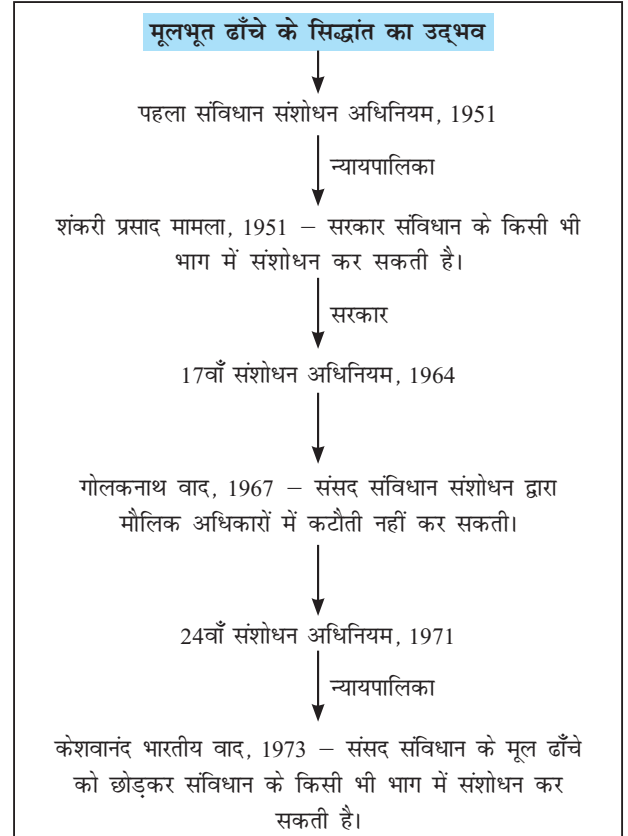 मूलभूत ढाँचे के सिद्धांत का उद्‌भव
पहला संविधान संशोधन अधिनियम, 1951
न्यायपालिका
शंकरी प्रसाद मामला, 1951 – सरकार संविधान के किसी भी
भाग में संशोधन कर सकती है।
सरकार
17वाँ संशोधन अधिनियम, 1964
गोलकनाथ वाद, 1967 – संसद संविधान संशोधन द्वारा
मौलिक अधिकारों में कटौती नहीं कर सकती।
24वाँ संशोधन अधिनियम, 1971
न्यायपालिका
केशवानंद भारतीय वाद, 1973 – संसद संविधान के मूल ढाँचे
को छोड़कर संविधान के किसी भी भाग में संशोधन कर
सकती है।